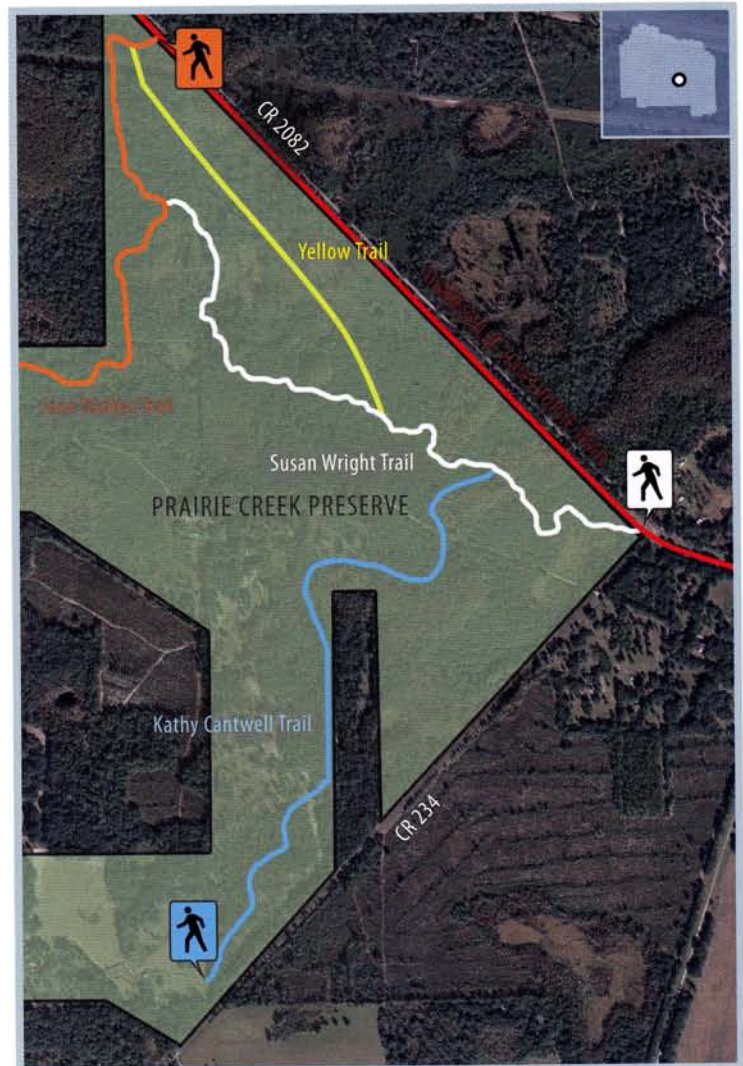 CR 2082
Yellow Trail
Susan Wright Trail
PRAIRIE CREEK PRESERVE
Kathy Cantwell Trail
CR 234